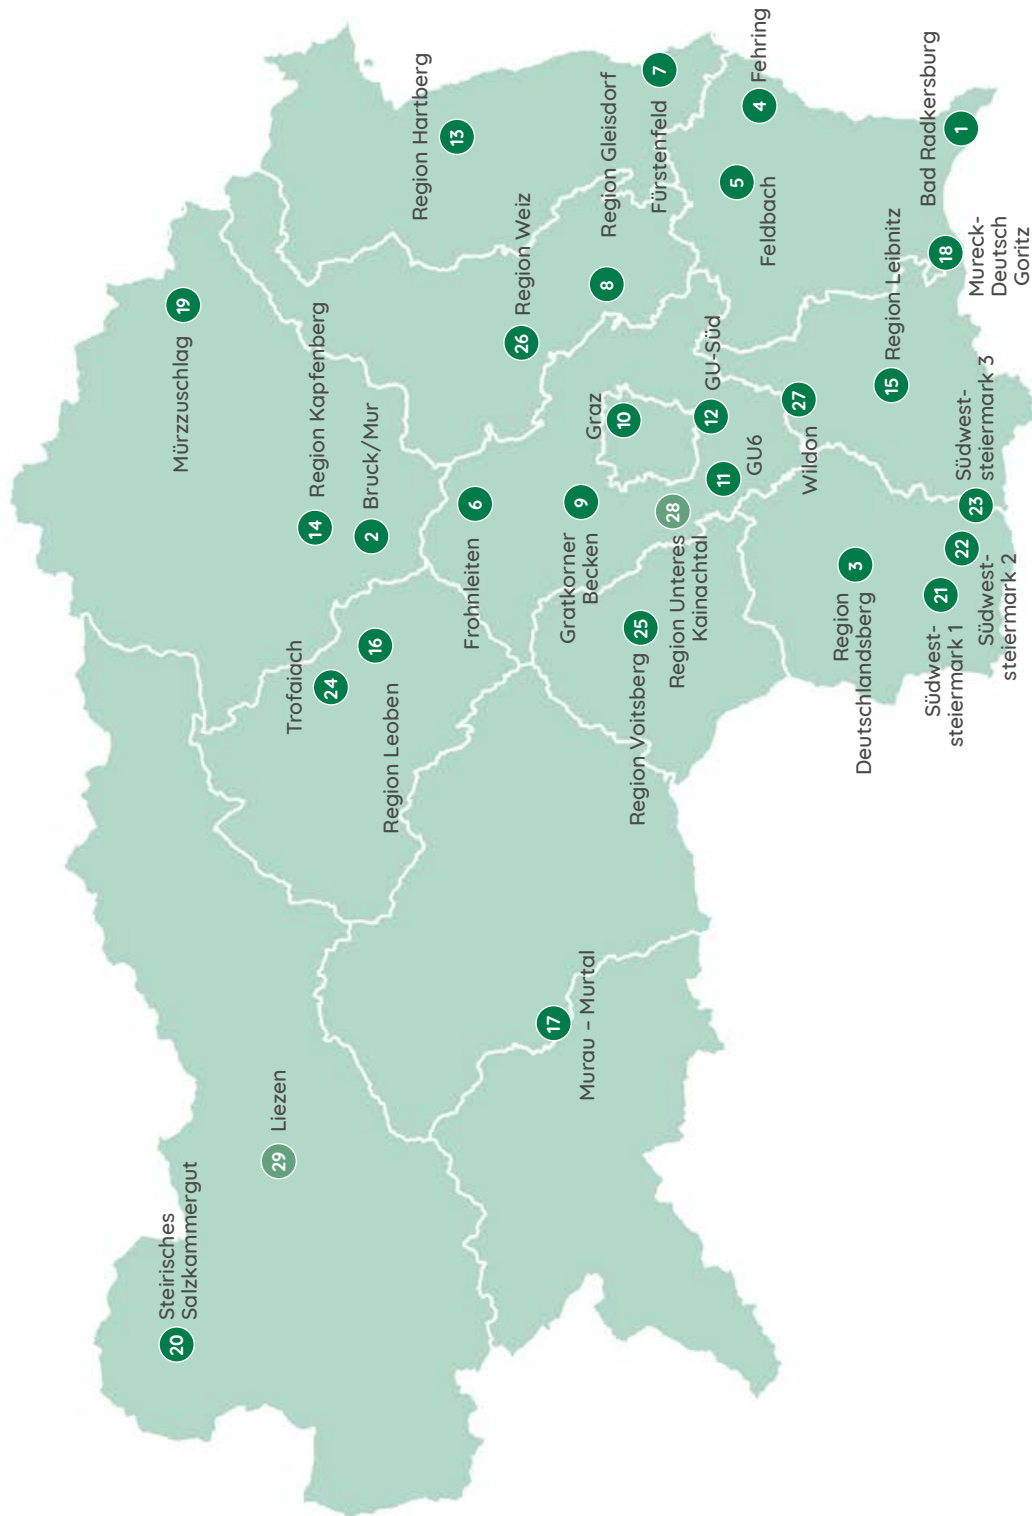 20
Steirisches
Salzkammergut
29
Liezen
19
Mürzzuschlag
14
Region Kapfenberg
2
Bruck/Mur
24
Trofaiach
16
Region Leoben
13
Region Hartberg
6
Frohnleiten
26
Region Weiz
17
Murau – Murtal
9
Gratkorner
Becken
8
Region Gleisdorf
10
Graz
25
Region Voitsberg
7
Fürstenfeld
28
Region Unteres
Kainachtal
12
GU-Süd
11
GU6
5
Feldbach
4
Fehring
27
Wildon
3
Region
Deutschlandsberg
15
Region Leibnitz
21
Südwest-
steiermark 1
22
Südwest-
steiermark 2
23
Südwest-
steiermark 3
18
Mureck-
Deutsch
Goritz
1
Bad Radkersburg